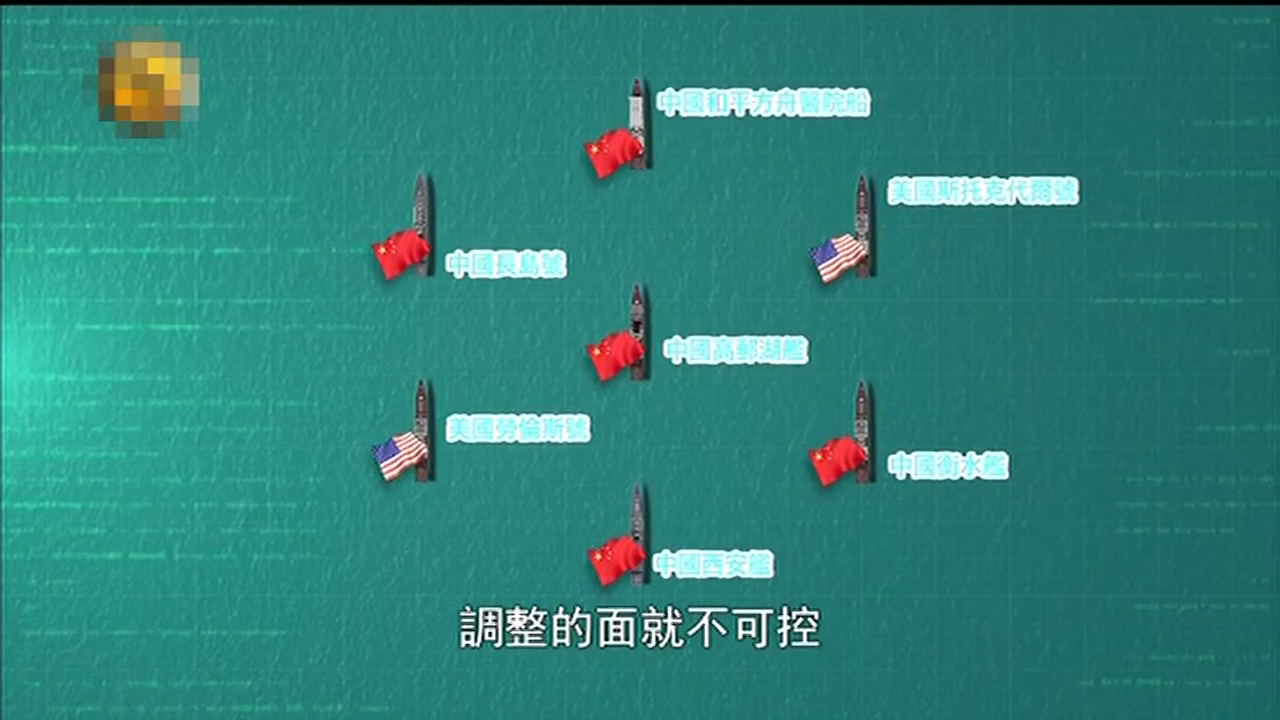 中國和平方舟醫院船
美國斯托克代爾號
中國長島號
中國高郵湖艦
美國勞倫斯號
中國衡水艦
中國西安艦
調整的面就不可控